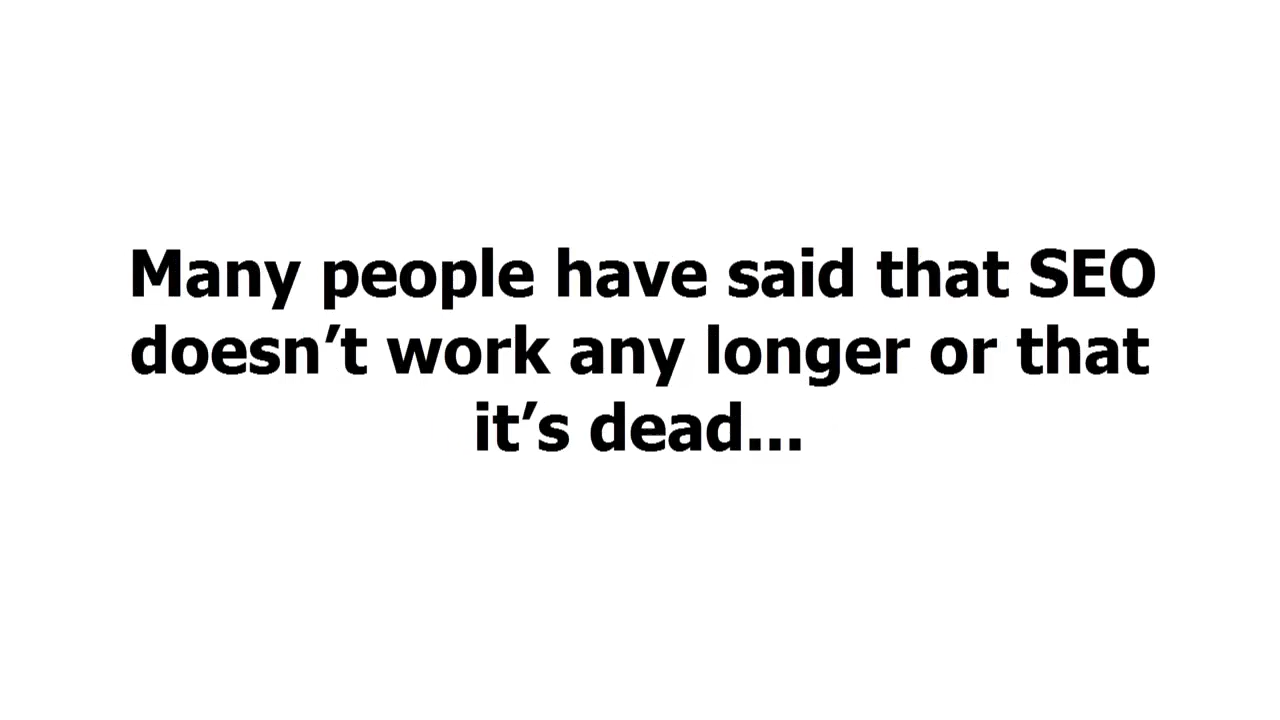 Many people have said that SEO
doesn’t work any longer or that
it’s dead...